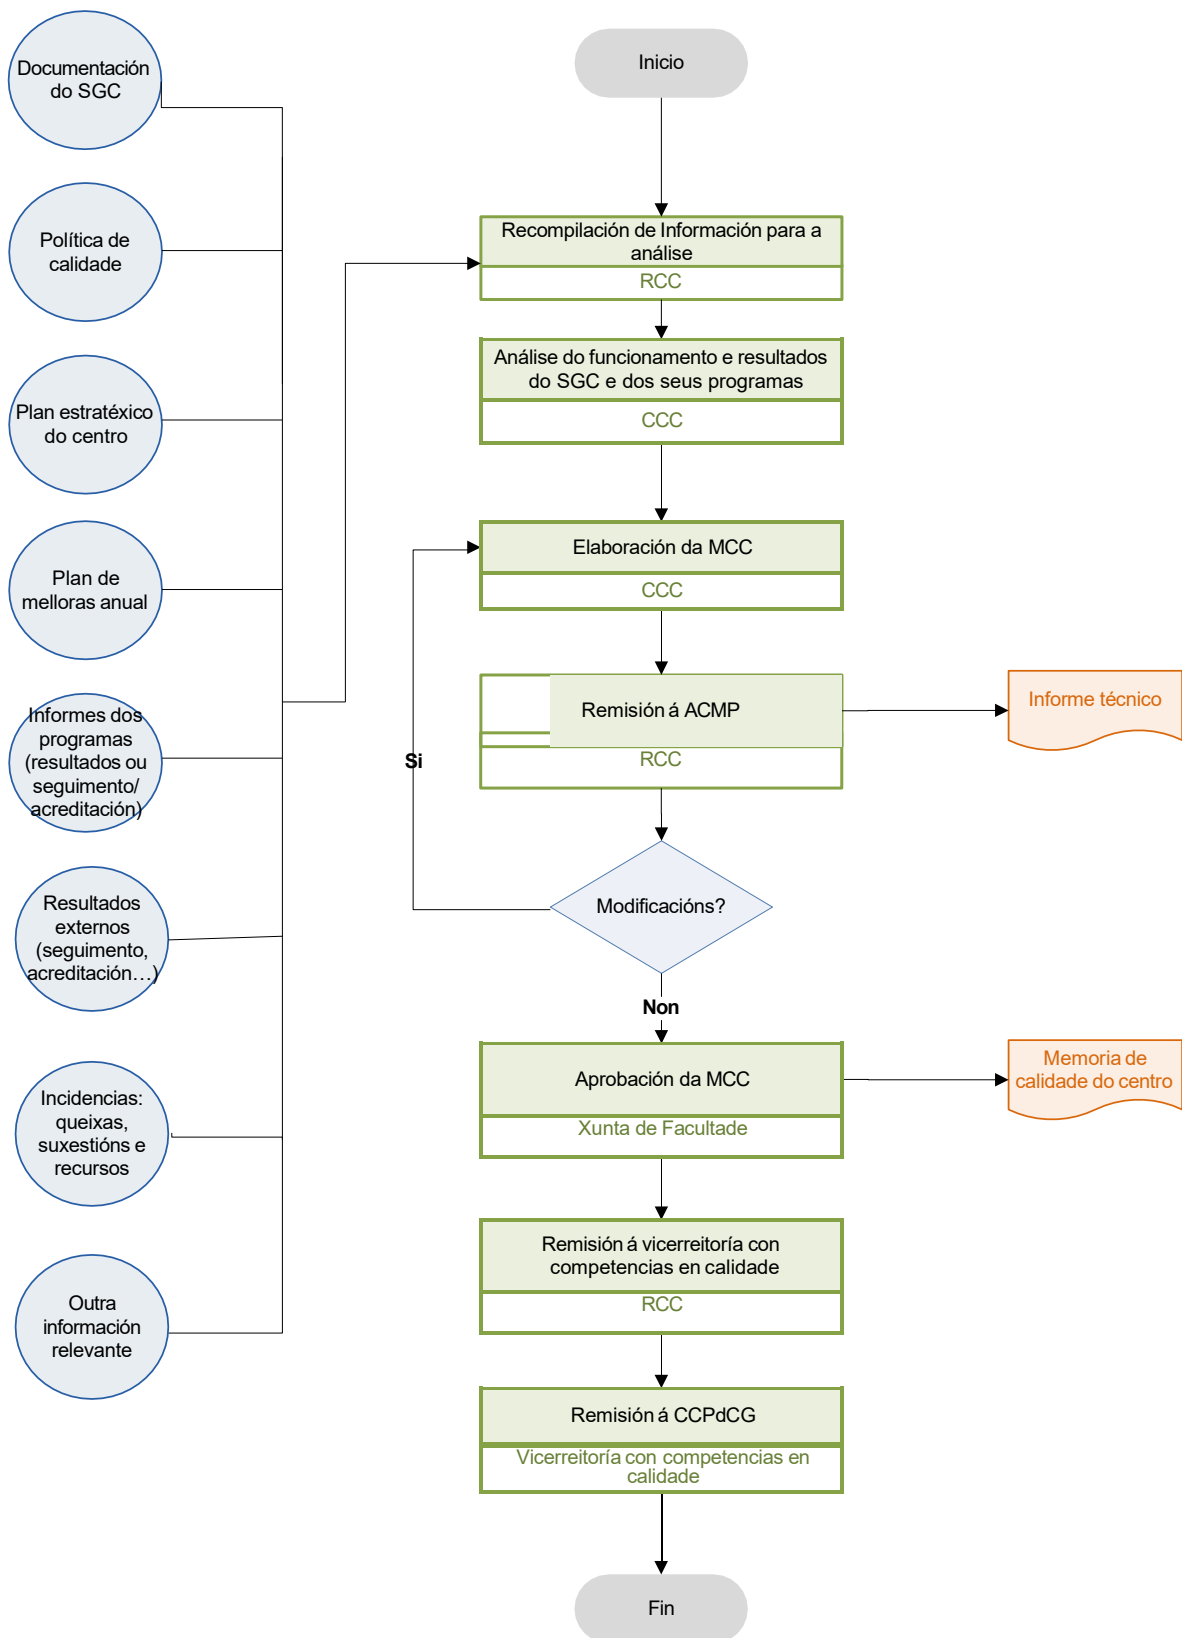 Documentación
do SGC
Política de
calidade
Plan estratéxico
do centro
Plan de
melloras anual
Informes dos
programas
(resultados ou
seguimento/
acreditación)
Resultados
externos
(seguimento,
acreditación…)
Incidencias:
queixas,
suxestións e
recursos
Outra
información
relevante
Inicio
Recompilación de Información para a
análise
RCC
Análise do funcionamento e resultados
do SGC e dos seus programas
CCC
Elaboración da MCC
CCC
Remisión á ACMP
RCC
Informe técnico
Si
Modificacións?
Non
Aprobación da MCC
Xunta de Facultade
Memoria de
calidade do centro
Remisión á vicerreitoría con
competencias en calidade
RCC
Remisión á CCPdCG
Vicerreitoría con competencias en
calidade
Fin